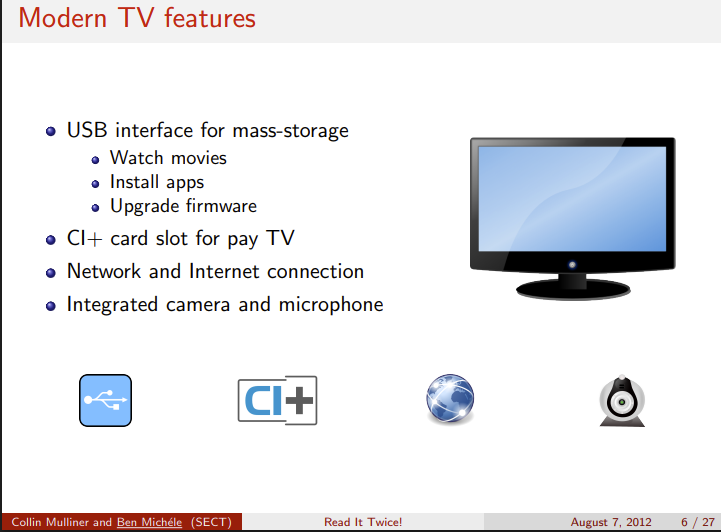 Modern TV features
USB interface for mass-storage
Watch movies
Install apps
Upgrade firmware
CI+ card slot for pay TV
Network and Internet connection
Integrated camera and microphone
CI+
Collin Mulliner and Ben Michéle (SECT)
Read It Twice!
August 7, 2012
6 / 27